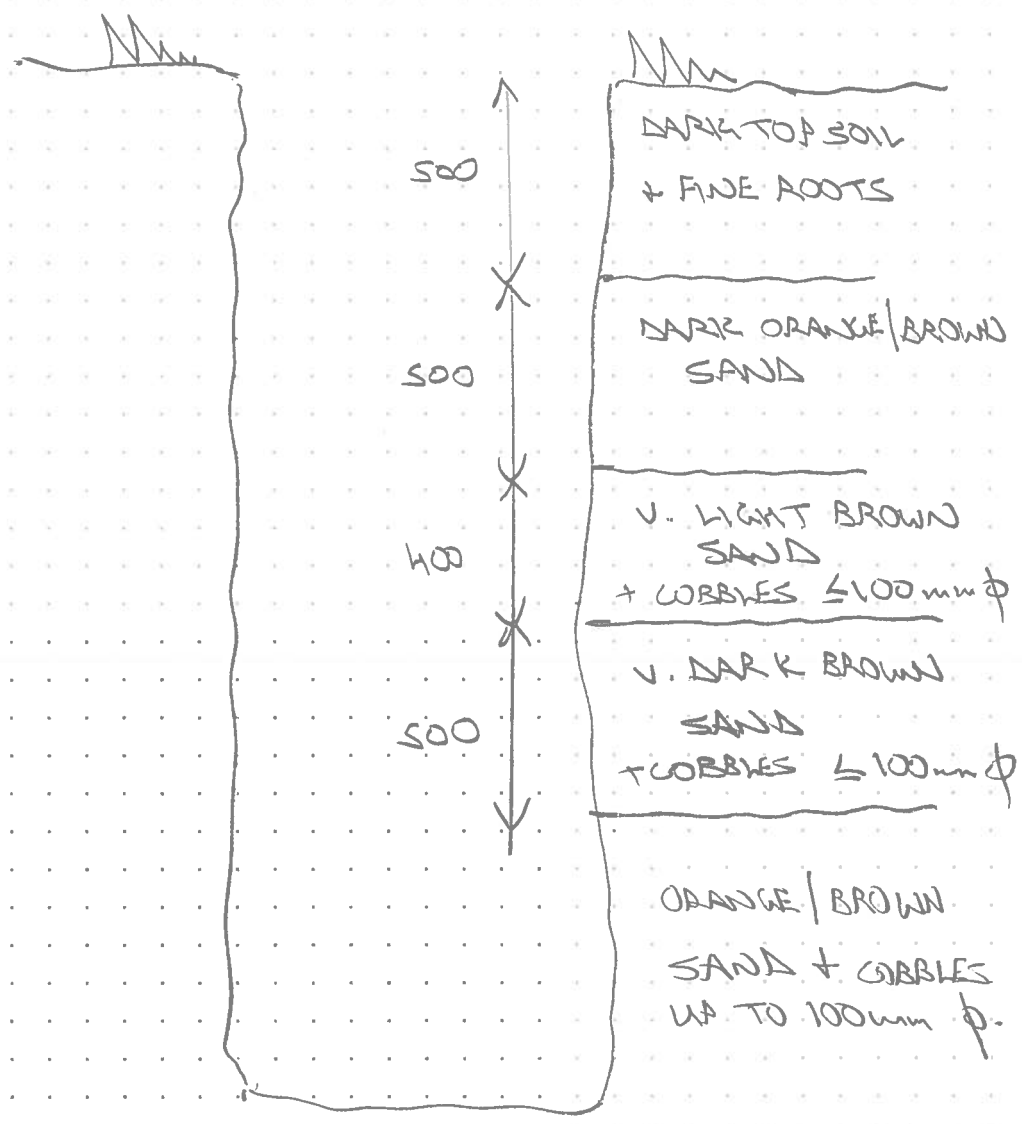 500
DARK TOP SOIL
+ FINE ROOTS
500
DARK ORANGE/BROWN
SAND
400
V. LIGHT BROWN
SAND
+ COBBLES ≤100mm ϕ
500
V. DARK BROWN
SAND
+ COBBLES ≤100mm ϕ
ORANGE/BROWN
SAND + COBBLES
UP TO 100mm ϕ.